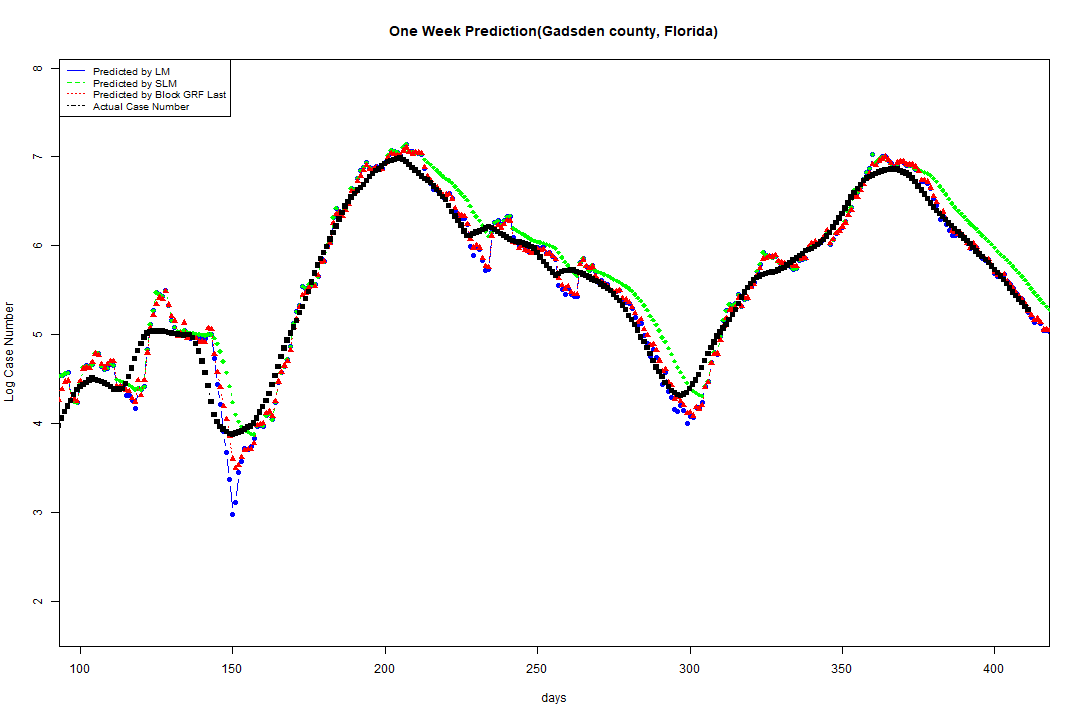 One Week Prediction(Gadsden county, Florida)
Predicted by LM
Predicted by SLM
Predicted by Block GRF Last
Actual Case Number
Log Case Number
8
7
6
5
4
3
2
100 150 200 250 300 350 400
days